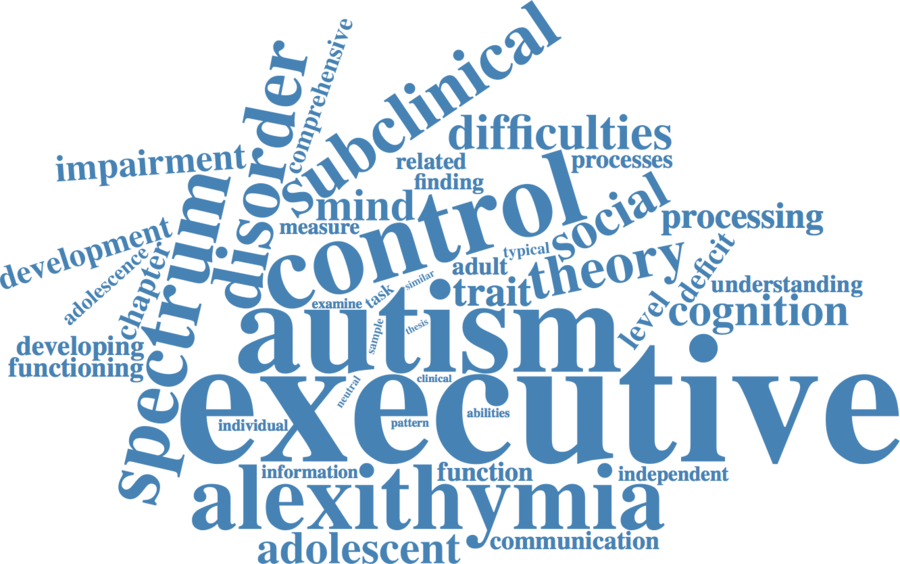 comprehensive
disorder
subclinical
difficulties
impairment
related
processes
finding
spectrum
mind
control
social
processing
measure
development
typical
deficit
adolescence
chapter
adult
theory
similar
understanding
examine
task
trait
level
cognition
autism
sample
thesis
developing
functioning
clinical
neutral
executive
individual
pattern
abilities
information
function
independent
alexithymia
adolescent
communication